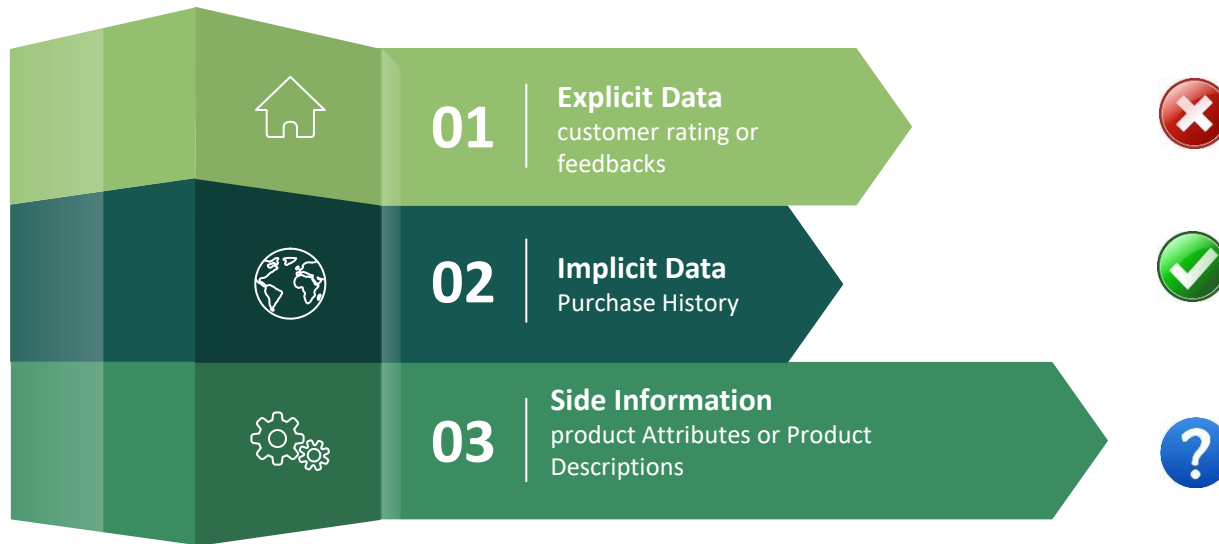 01
Explicit Data
customer rating or
feedbacks
02
Implicit Data
Purchase History
03
Side Information
product Attributes or Product
Descriptions
?